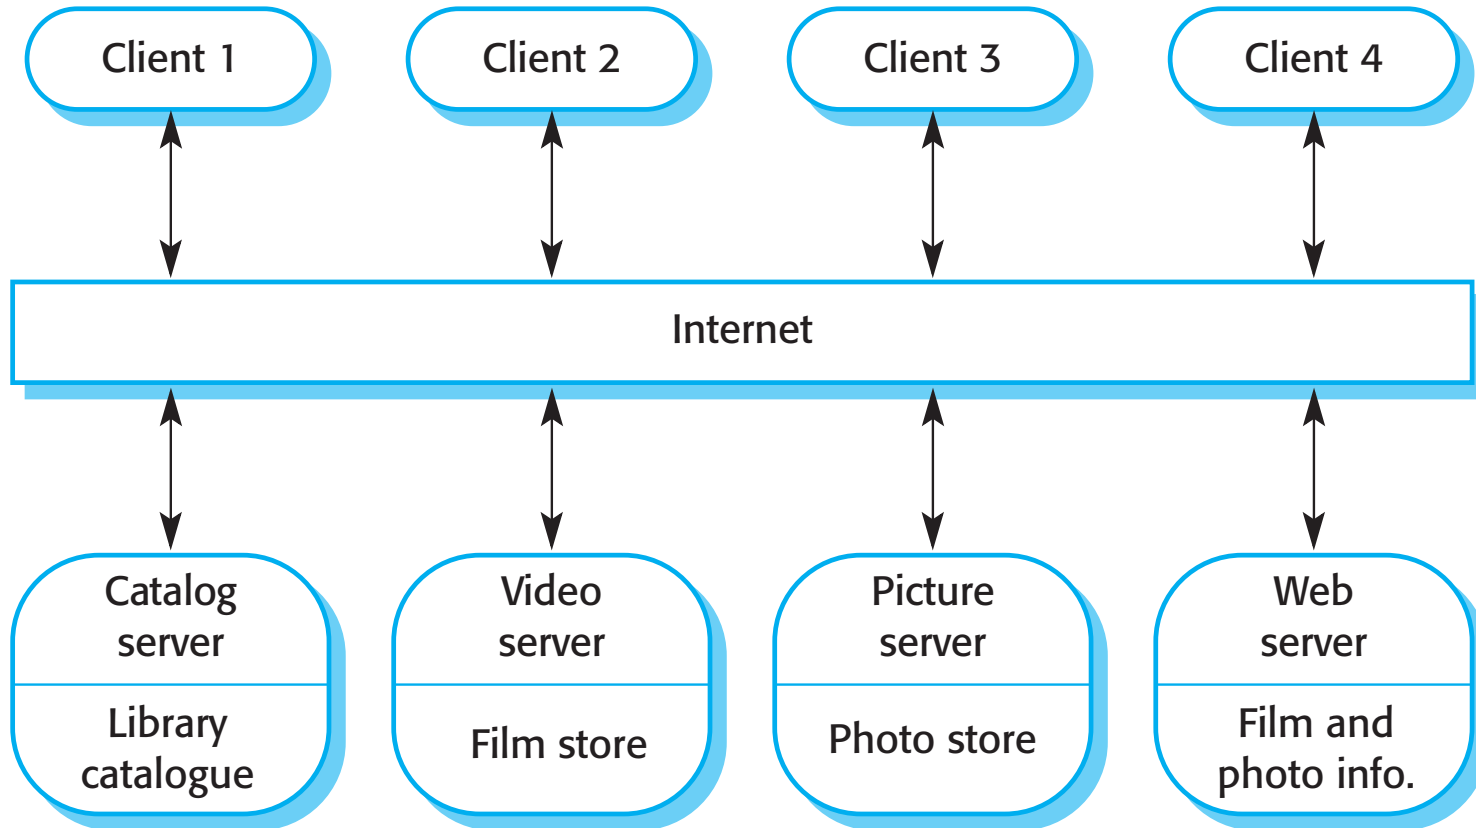 Client 1
Client 2
Client 3
Client 4
Internet
Catalog
server
Library
catalogue
Video
server
Film store
Picture
server
Photo store
Web
server
Film and
photo info.